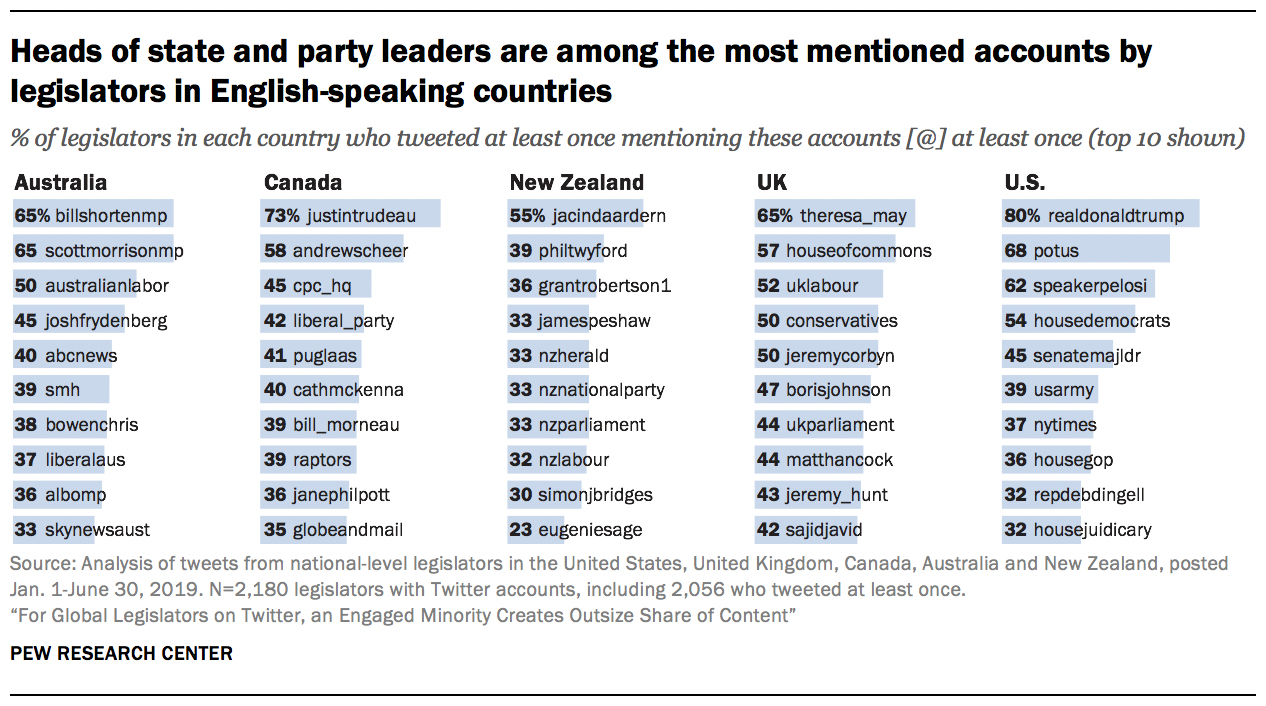 Heads of state and party leaders are among the most mentioned accounts by
legislators in English-speaking countries
% of legislators in each country who tweeted at least once mentioning these accounts [@] at least once (top 10 shown)
Australia
65% billshortenmp
65 scottmorrisonmp
50 australianlabor
45 joshfrydenberg
40 abcnews
39 smh
38 bowenchris
37 liberalaus
36 albomp
33 skynewsaust
Canada
73% justintrudeau
58 andrewscheer
45 cpc_hq
42 liberal_party
41 puglaas
40 cathmckenna
39 bill_morneau
39 raptors
36 janephilpott
35 globeandmail
New Zealand
55% jacindaardern
39 philtwyford
36 grantrobertson1
33 jamespeshaw
33 nzherald
33 nznationalparty
33 nzparliament
32 nzlabour
30 simonjbridges
23 eugeniesage
UK
65% theresa_may
57 houseofcommons
52 uklabour
50 conservatives
50 jeremycorbyn
47 borisjohnson
44 ukparliament
44 matthancock
43 jeremy_hunt
42 sajidjavid
U.S.
80% realdonaldtrump
68 potus
62 speakerpelosi
54 housedemocrats
45 senatemajldr
39 usarmy
37 nytimes
36 housegop
32 repdebdingell
32 housejuidicary
Source: Analysis of tweets from national-level legislators in the United States, United Kingdom, Canada, Australia and New Zealand, posted
Jan. 1-June 30, 2019. N=2,180 legislators with Twitter accounts, including 2,056 who tweeted at least once.
“For Global Legislators on Twitter, an Engaged Minority Creates Outsize Share of Content”
PEW RESEARCH CENTER